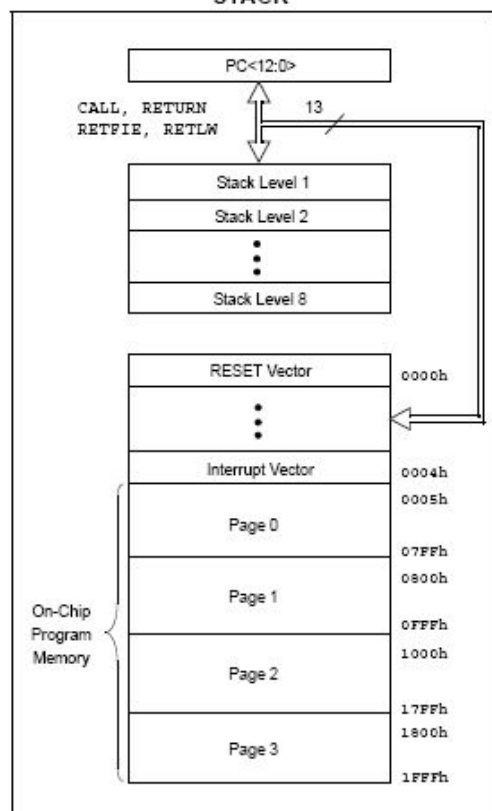 STACK
PC<12:0>
CALL, RETURN
RETFIE, RETLW
13
Stack Level 1
Stack Level 2
Stack Level 8
RESET Vector
0000h
Interrupt Vector
0004h
0005h
Page 0
07FFh
0800h
Page 1
0FFFh
On-Chip
Program
Memory
1000h
Page 2
17FFh
1800h
Page 3
1FFFh